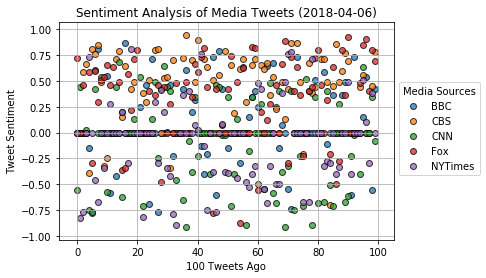 Sentiment Analysis of Media Tweets (2018-04-06)
1.00
0.75
0.50
0.25
0.00
−0.25
−0.50
−0.75
−1.00
Tweet Sentiment
0 20 40 60 80 100
100 Tweets Ago
Media Sources
BBC
CBS
CNN
Fox
NYTimes